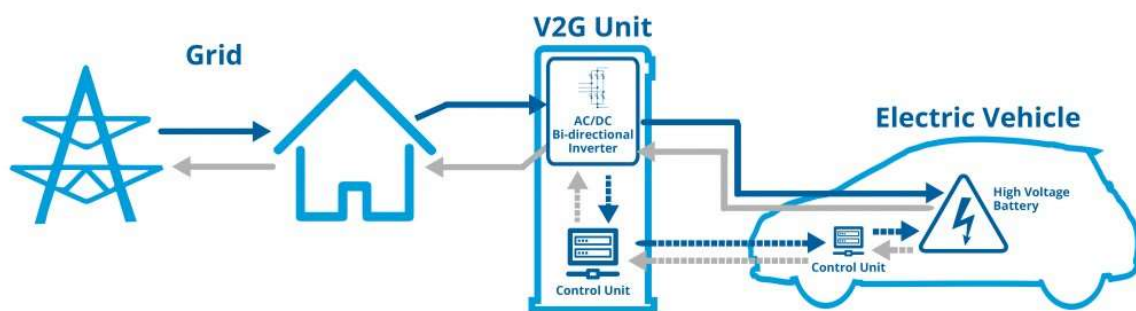 V2G Unit
Grid
AC/DC
Bi-directional
Inverter
Electric Vehicle
High Voltage
Battery
Control Unit
Control Unit